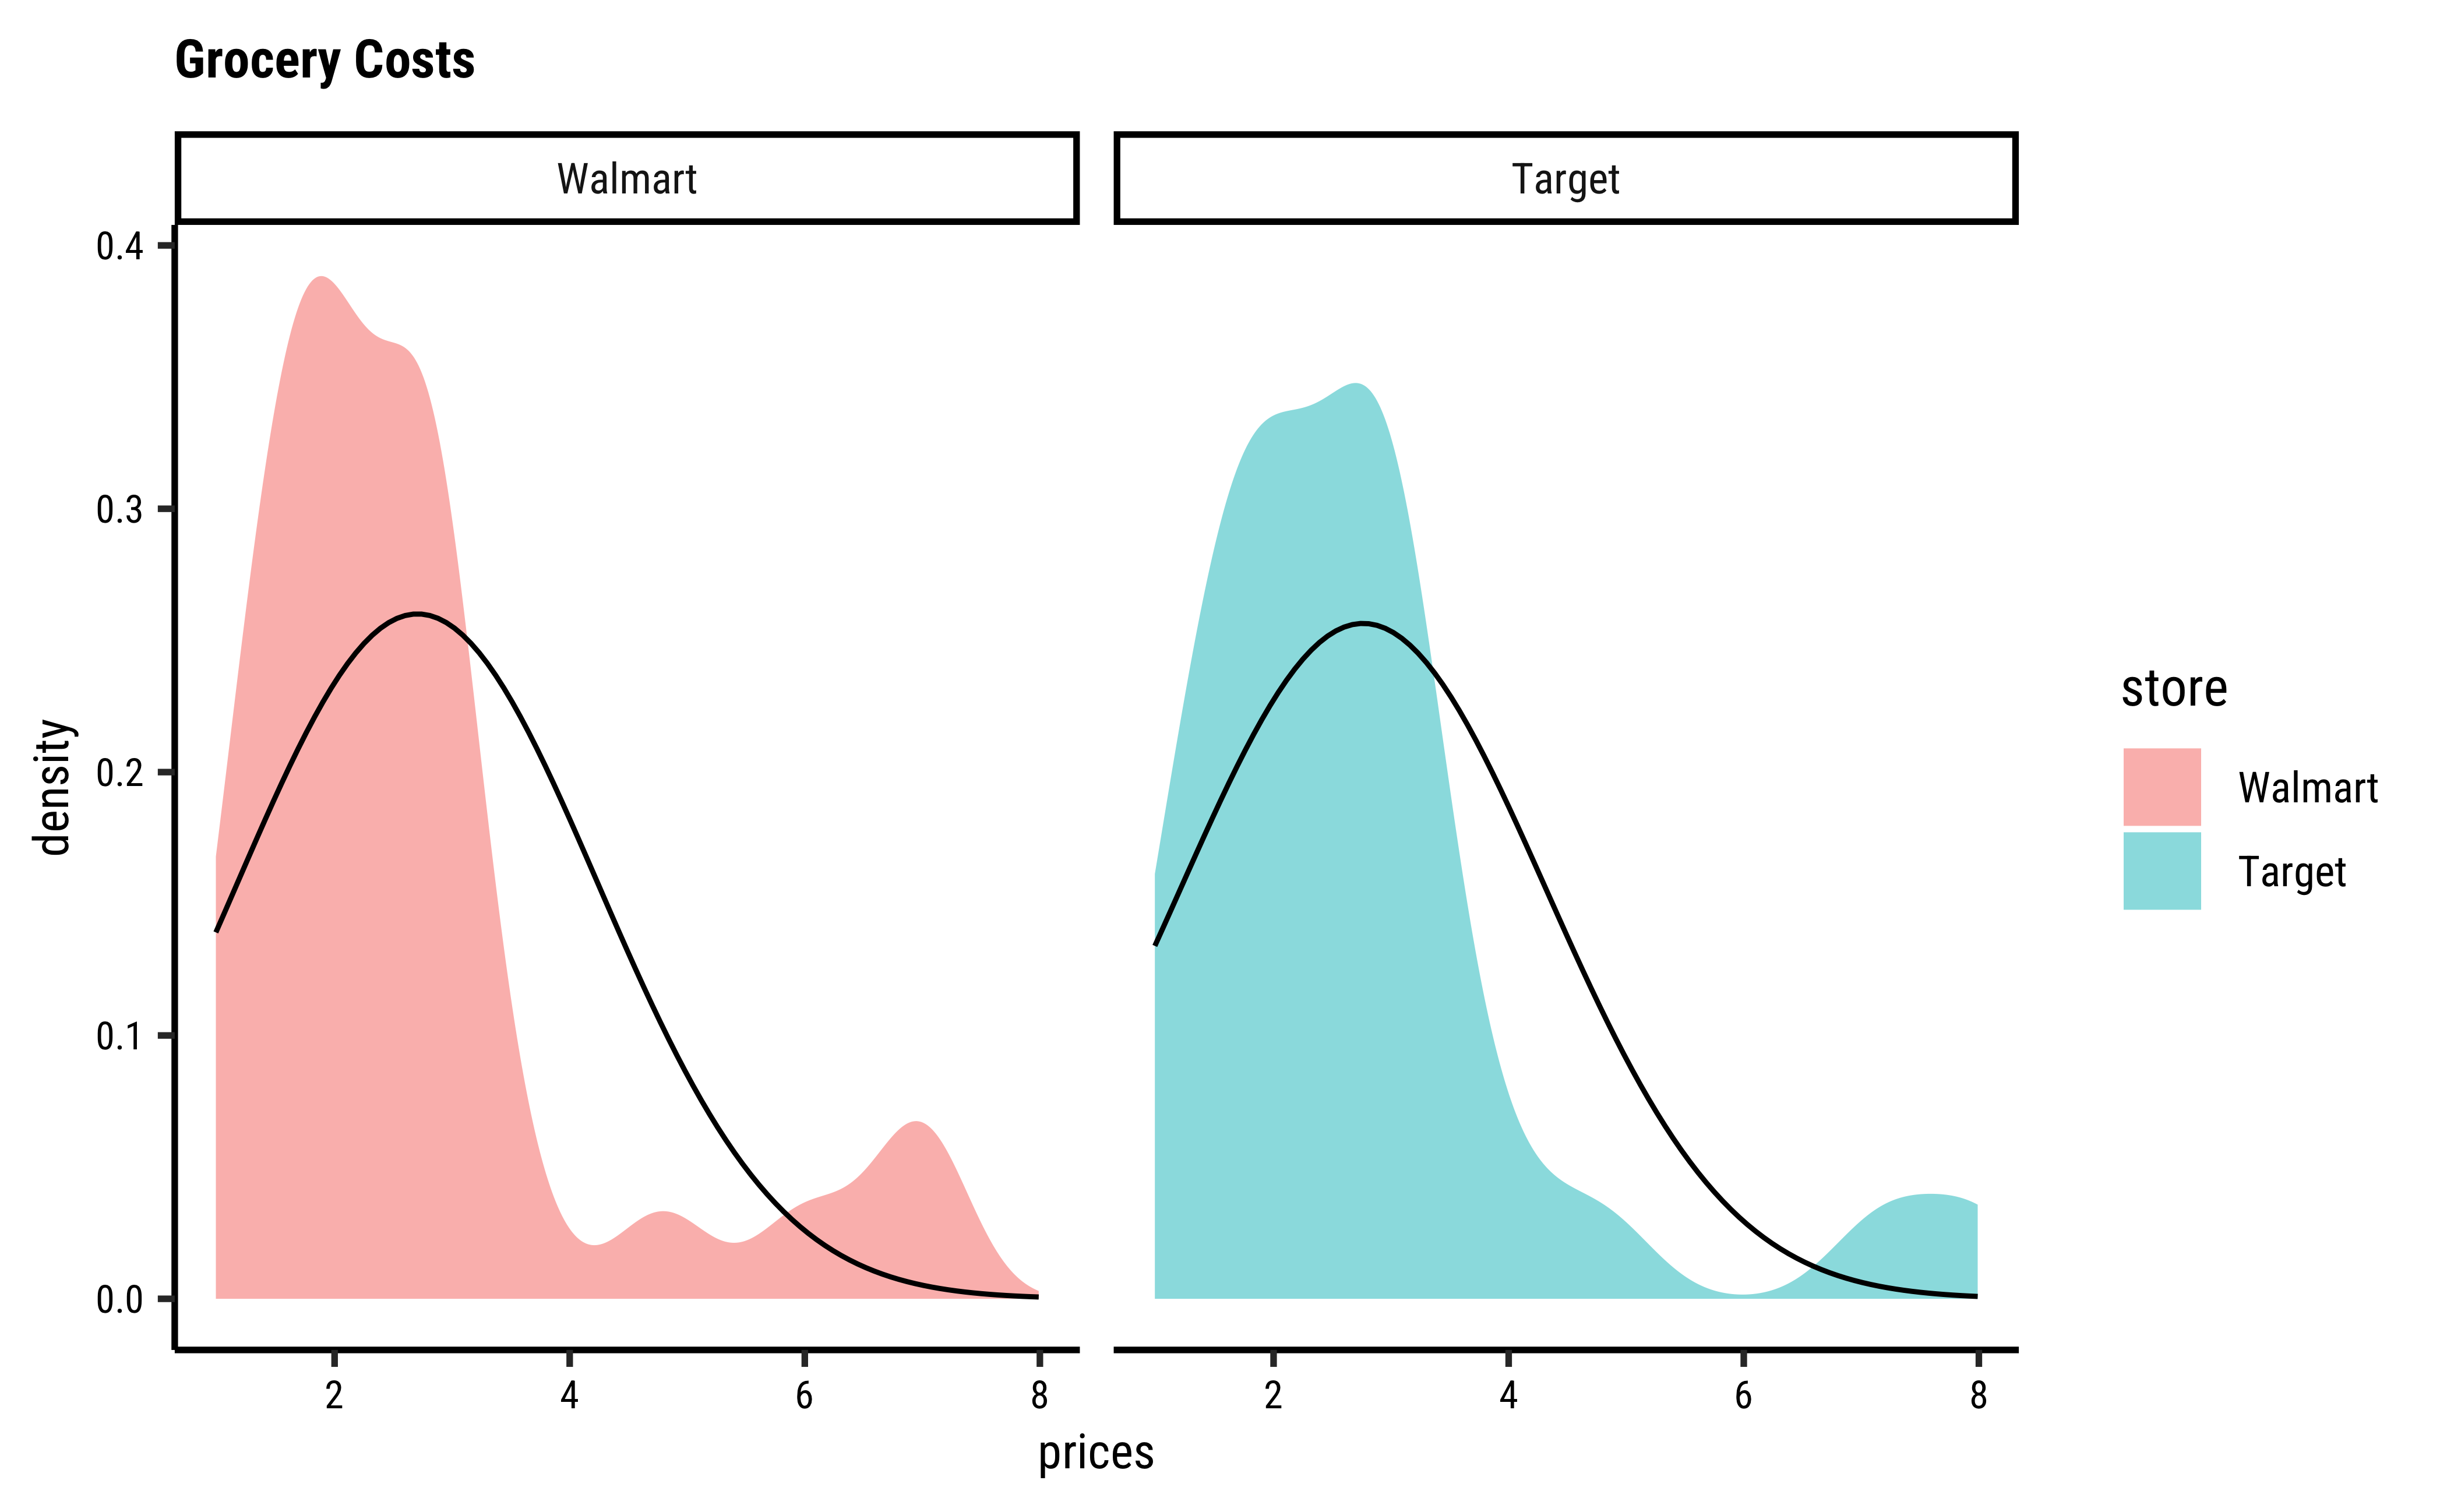 Grocery Costs
Walmart
Target
density
0.4
0.3
0.2
0.1
0.0
2 4 6 8
2 4 6 8
prices
store
Walmart
Target